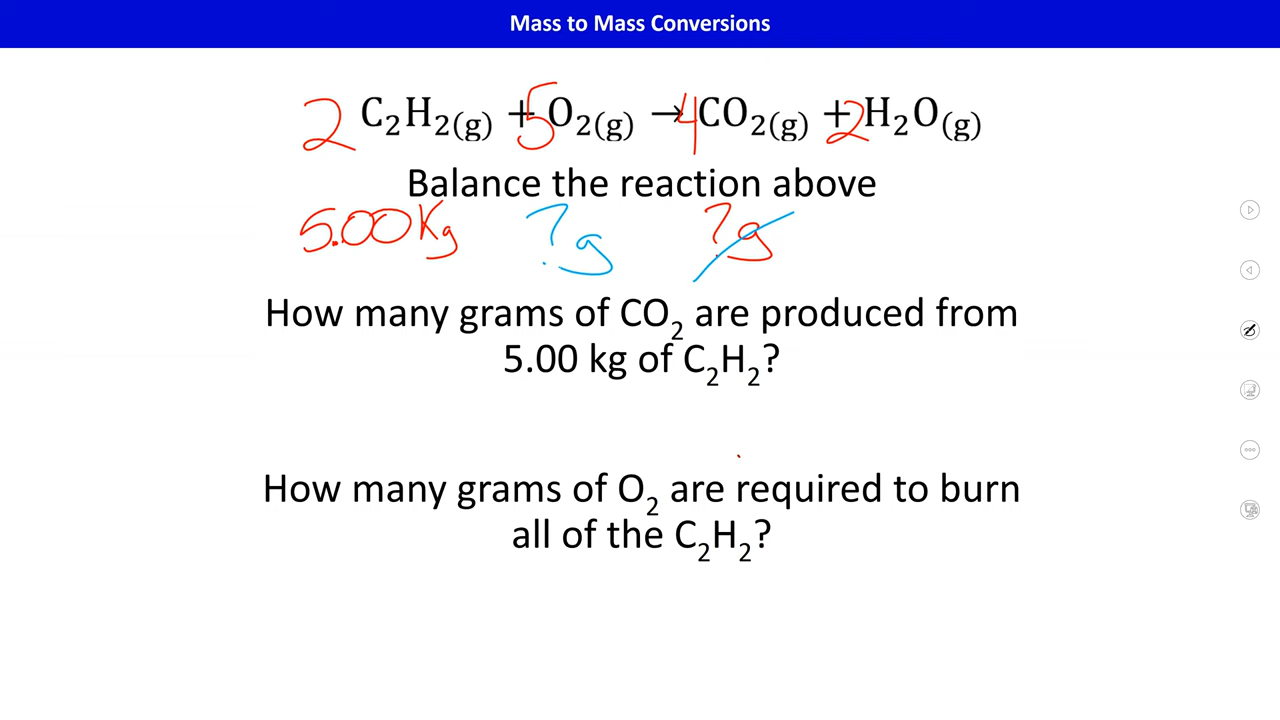 Mass to Mass Conversions
2 C₂H₂(g) + 5 O₂(g) → 4 CO₂(g) + 2 H₂O(g)
Balance the reaction above
5.00 Kg ? g ? g
How many grams of CO₂ are produced from
5.00 kg of C₂H₂?
How many grams of O₂ are required to burn
all of the C₂H₂?